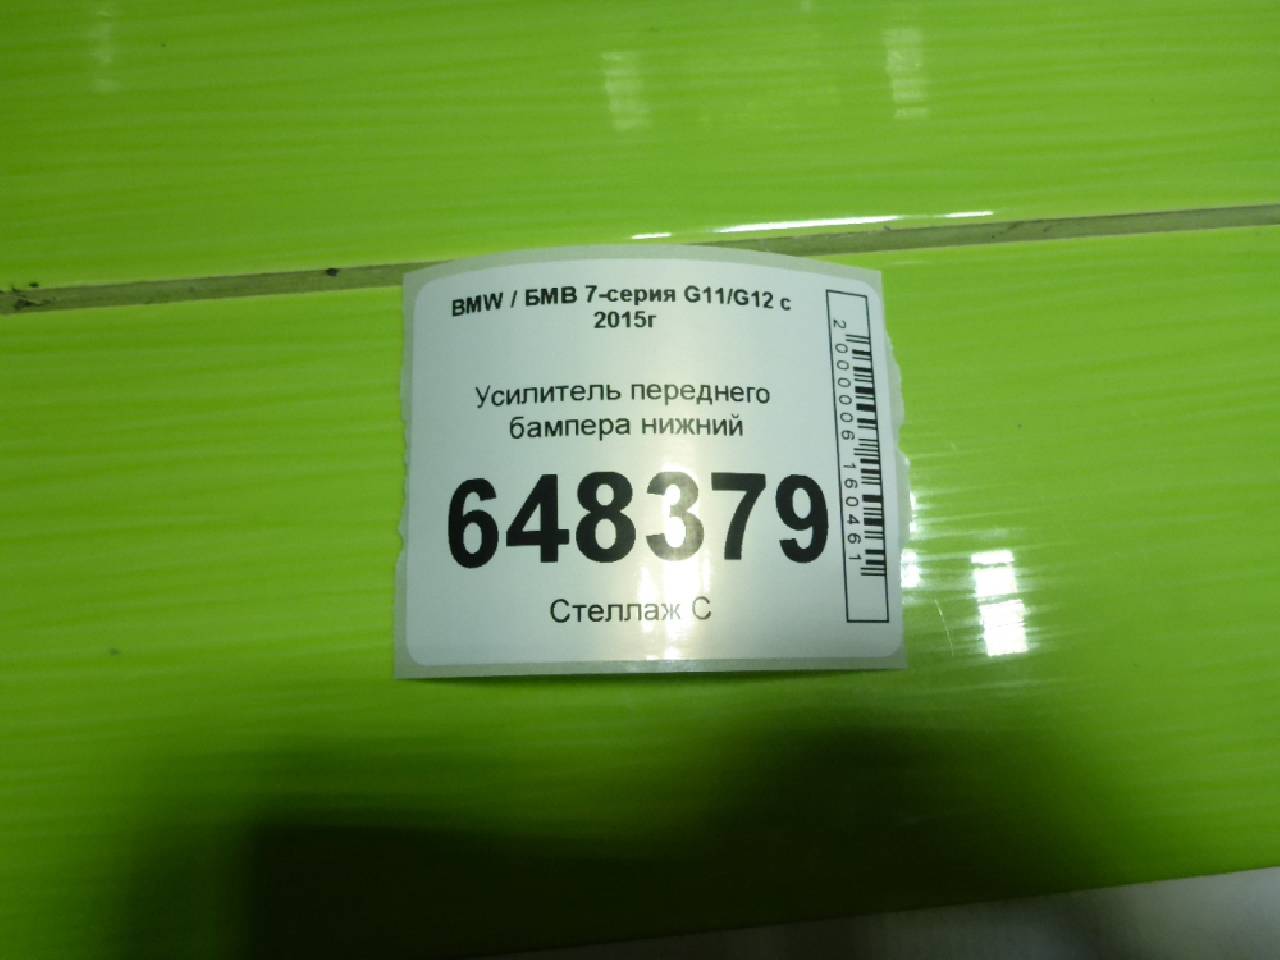 BMW / БМВ 7-серия G11/G12 с
2015г
Усилитель переднего
бампера нижний
648379
Стеллаж С
2 000006 160461